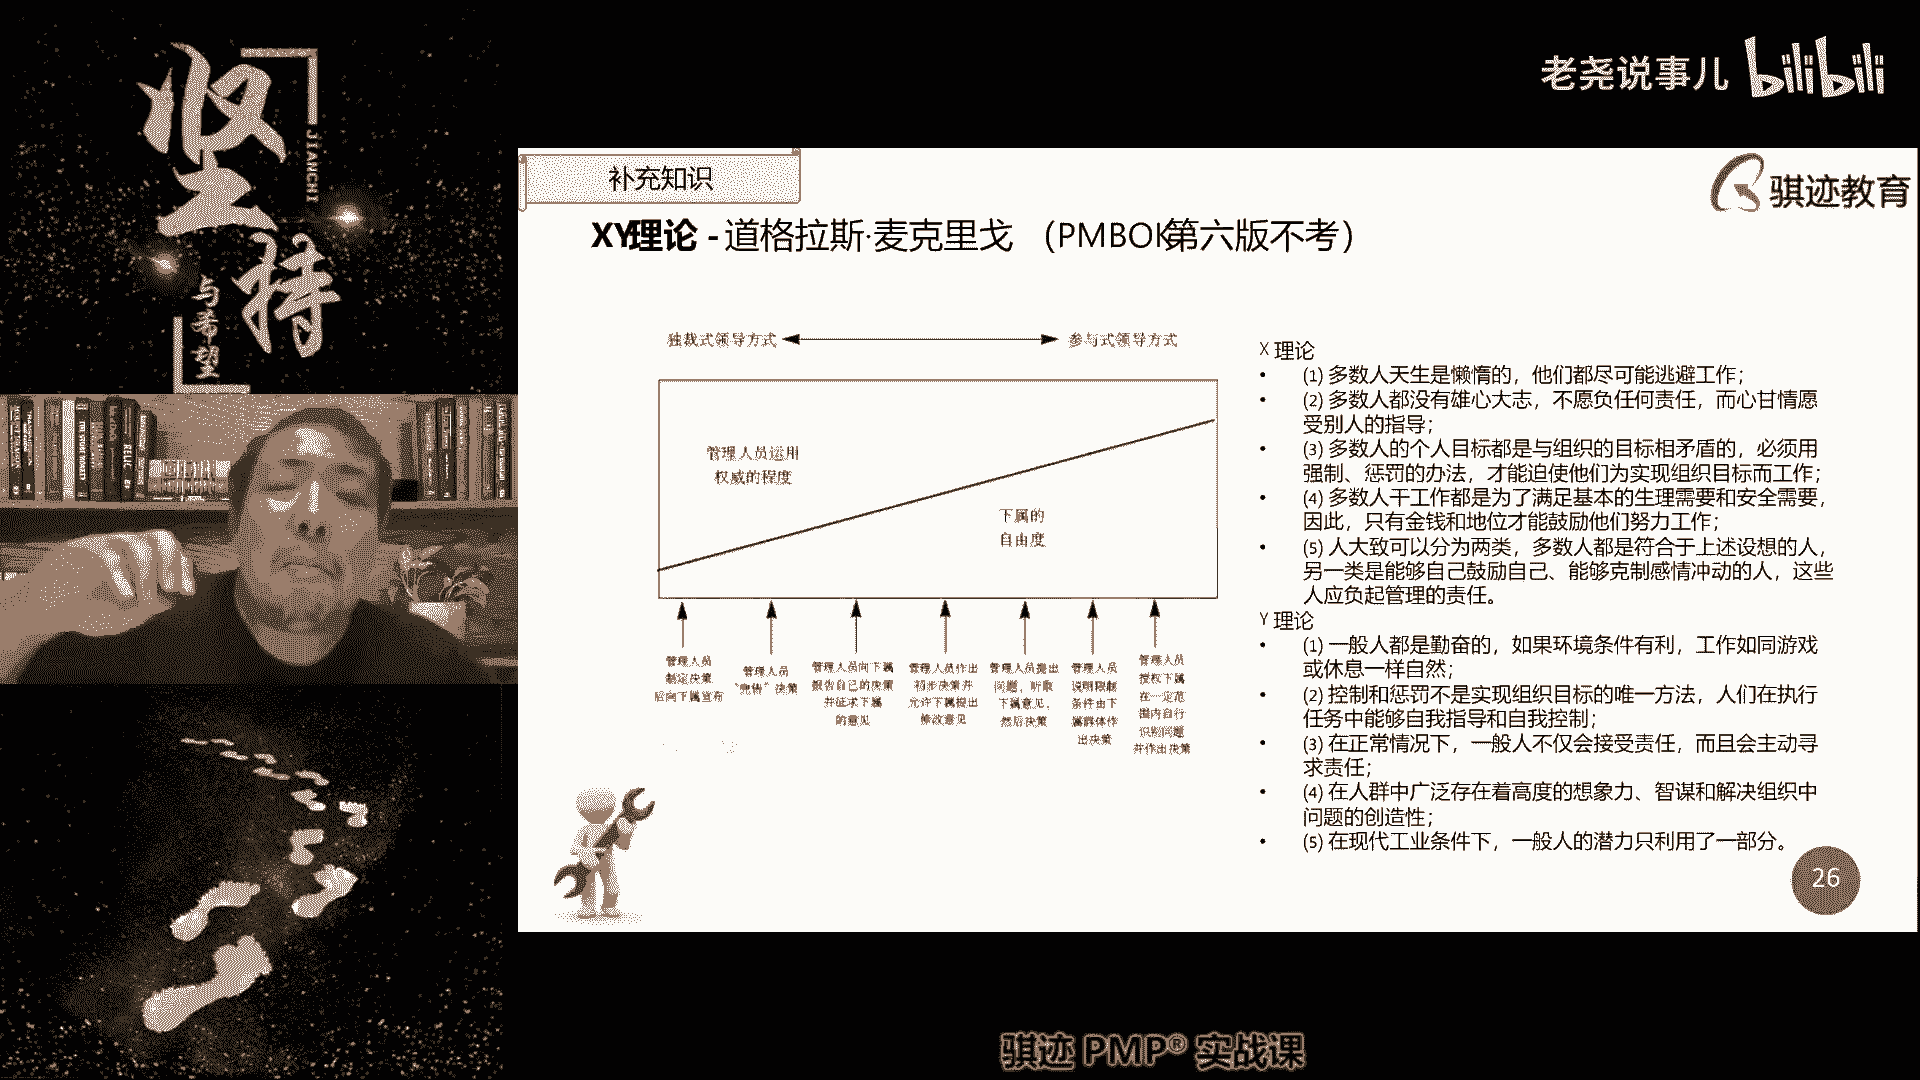 坚
持
JIANCHI
与希望
老尧说事儿 bilibili
补充知识
骐迹教育
XY理论 - 道格拉斯·麦克里戈 （PMBOK第六版不考）
独裁式领导方式
参与式领导方式
管理人员运用
权威的程度
下属的
自由度
管理人员
制定决策
后向下属宣布
管理人员
“兜售”决策
管理人员向下属
报告自己的决策
并征求下属
的意见
管理人员作出
初步决策并
允许下属提出
修改意见
管理人员提出
问题，听取
下属意见，
然后决策
管理人员
说明限制
条件由下
属群体作
出决策
管理人员
授权下属
在一定范
围内自行
识别问题
并作出决策
X 理论
• (1) 多数人天生是懒惰的，他们都尽可能逃避工作；
• (2) 多数人都没有雄心大志，不愿负任何责任，而心甘情愿
受别人的指导；
• (3) 多数人的个人目标都是与组织的目标相矛盾的，必须用
强制、惩罚的办法，才能迫使他们为实现组织目标而工作；
• (4) 多数人干工作都是为了满足基本的生理需要和安全需要，
因此，只有金钱和地位才能鼓励他们努力工作；
• (5) 人大致可以分为两类，多数人都是符合于上述设想的人，
另一类是能够自己鼓励自己、能够克制感情冲动的人，这些
人应负起管理的责任。
Y 理论
• (1) 一般人都是勤奋的，如果环境条件有利，工作如同游戏
或休息一样自然；
• (2) 控制和惩罚不是实现组织目标的唯一方法，人们在执行
任务中能够自我指导和自我控制；
• (3) 在正常情况下，一般人不仅会接受责任，而且会主动寻
求责任；
• (4) 在人群中广泛存在着高度的想象力、智谋和解决组织中
问题的创造性；
• (5) 在现代工业条件下，一般人的潜力只利用了一部分。
26
骐迹 PMP® 实战课